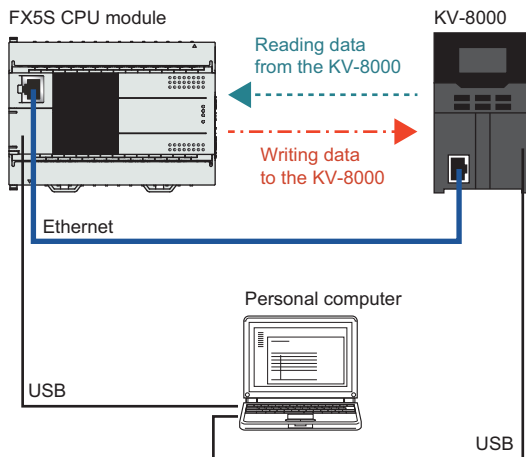 FX5S CPU module
KV-8000
Reading data
from the KV-8000
Writing data
to the KV-8000
Ethernet
Personal computer
USB
USB